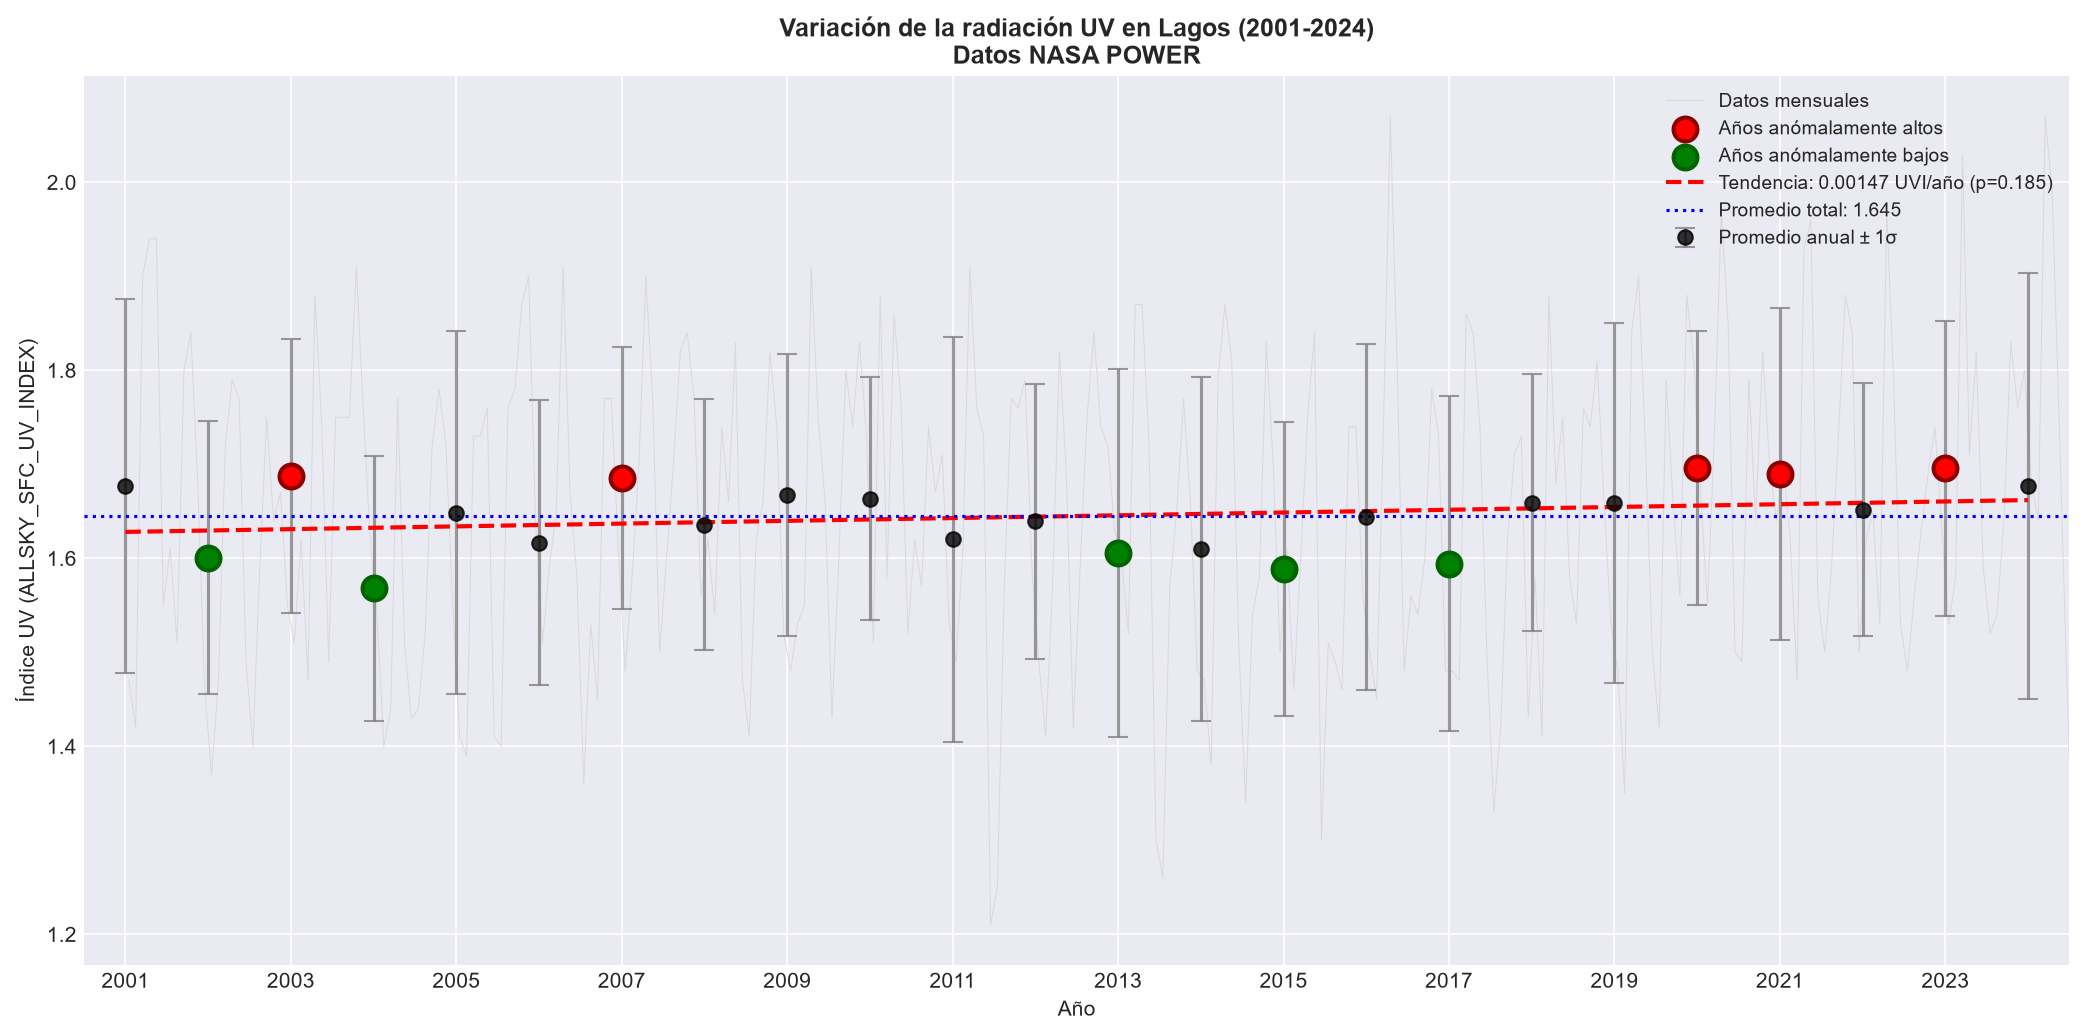 Variación de la radiación UV en Lagos (2001-2024)
Datos NASA POWER
Datos mensuales
Años anómalamente altos
Años anómalamente bajos
Tendencia: 0.00147 UVI/año (p=0.185)
Promedio total: 1.645
Promedio anual ± 1σ
Índice UV (ALLSKY_SFC_UV_INDEX)
2.0
1.8
1.6
1.4
1.2
2001 2003 2005 2007 2009 2011 2013 2015 2017 2019 2021 2023
Año